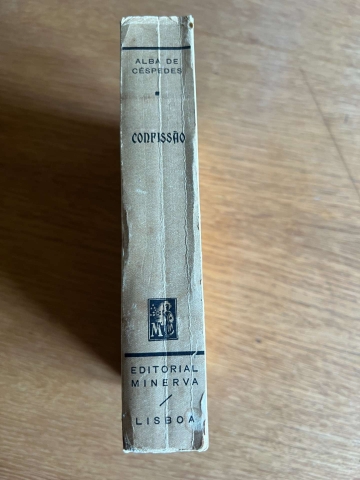 ALBA DE
CÉSPEDES
CONFISSÃO
M
EDITORIAL
MINERVA
LISBOA